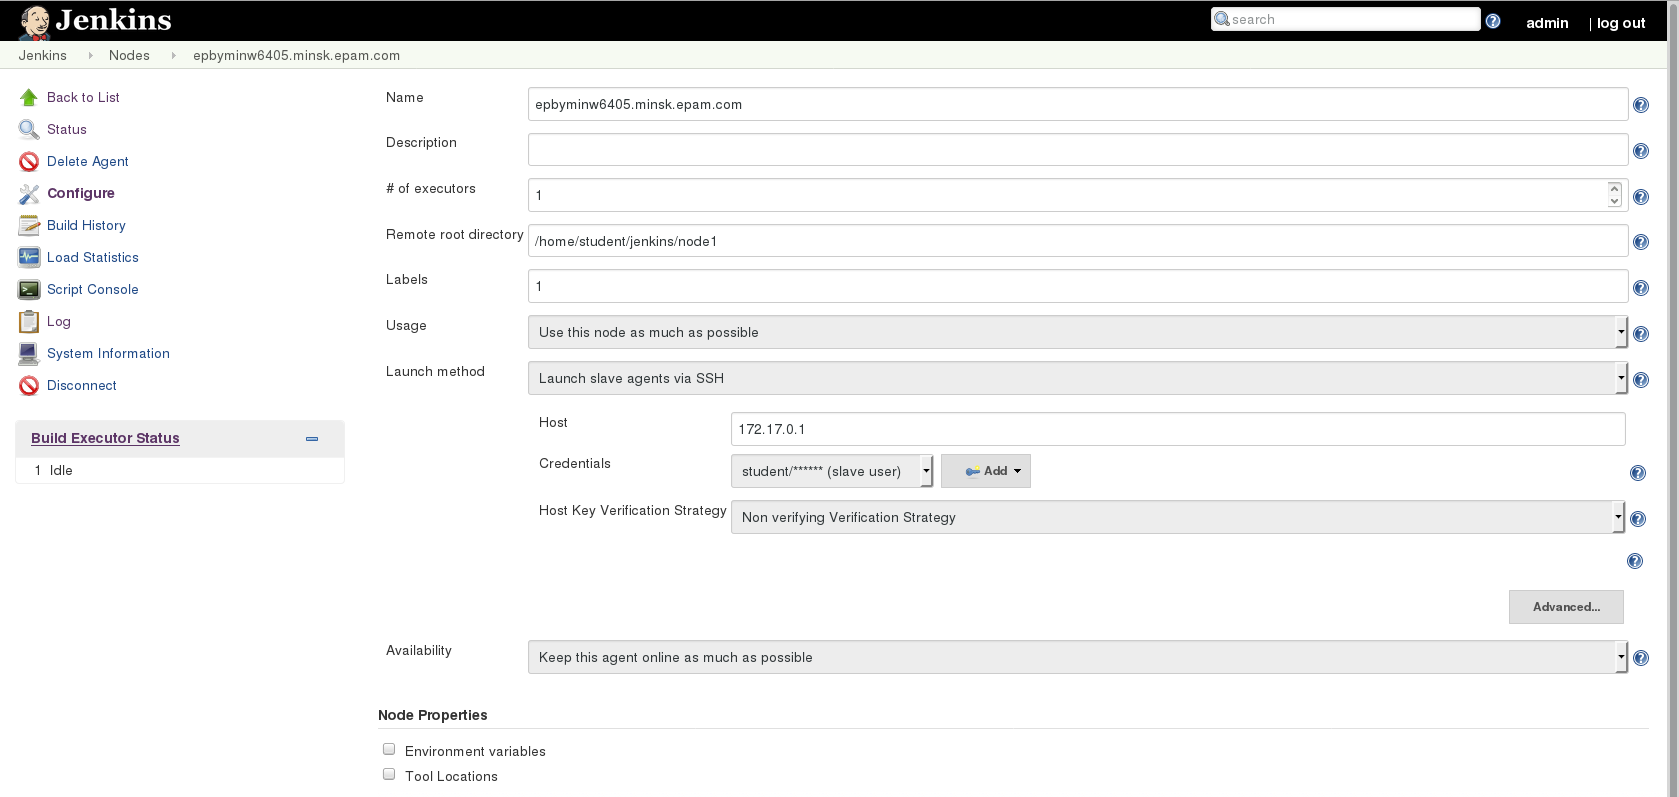 Jenkins
search
admin | log out
Jenkins Nodes epbyminw6405.minsk.epam.com
Back to List
Status
Delete Agent
Configure
Build History
Load Statistics
Script Console
Log
System Information
Disconnect
Build Executor Status
1 Idle
Name epbyminw6405.minsk.epam.com
Description
# of executors 1
Remote root directory /home/student/jenkins/node1
Labels 1
Usage Use this node as much as possible
Launch method Launch slave agents via SSH
Host 172.17.0.1
Credentials student/****** (slave user) Add
Host Key Verification Strategy Non verifying Verification Strategy
Advanced...
Availability Keep this agent online as much as possible
Node Properties
Environment variables
Tool Locations